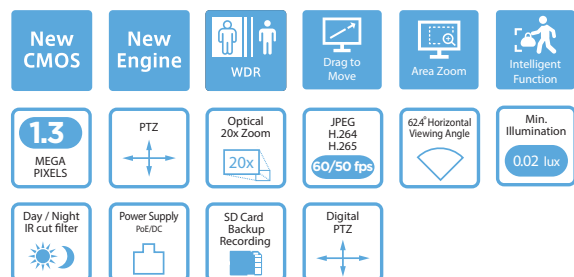 New
CMOS
New
Engine
WDR
Drag to
Move
Area Zoom
Intelligent
Function
1.3
MEGA
PIXELS
PTZ
Optical
20x Zoom
20x
JPEG
H.264
H.265
60/50 fps
62.4° Horizontal
Viewing Angle
Min.
Illumination
0.02 lux
Day / Night
IR cut filter
Power Supply
PoE/DC
SD Card
Backup
Recording
Digital
PTZ